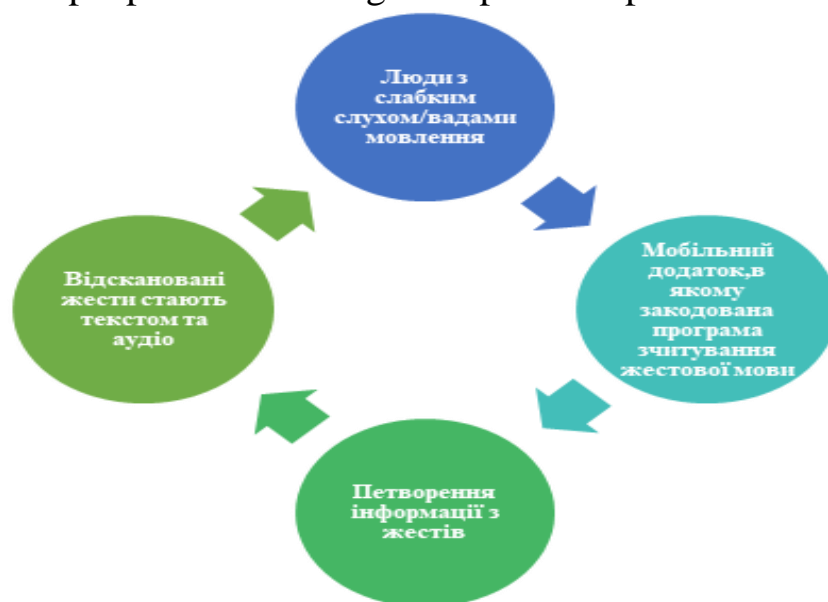 Люди з
слабким
слухом/вадами
мовлення
Мобільний
додаток,в
якому
закодована
програма
зчитування
жестової мови
Петворення
інформації з
жестів
Відскановані
жести стають
текстом та
аудіо